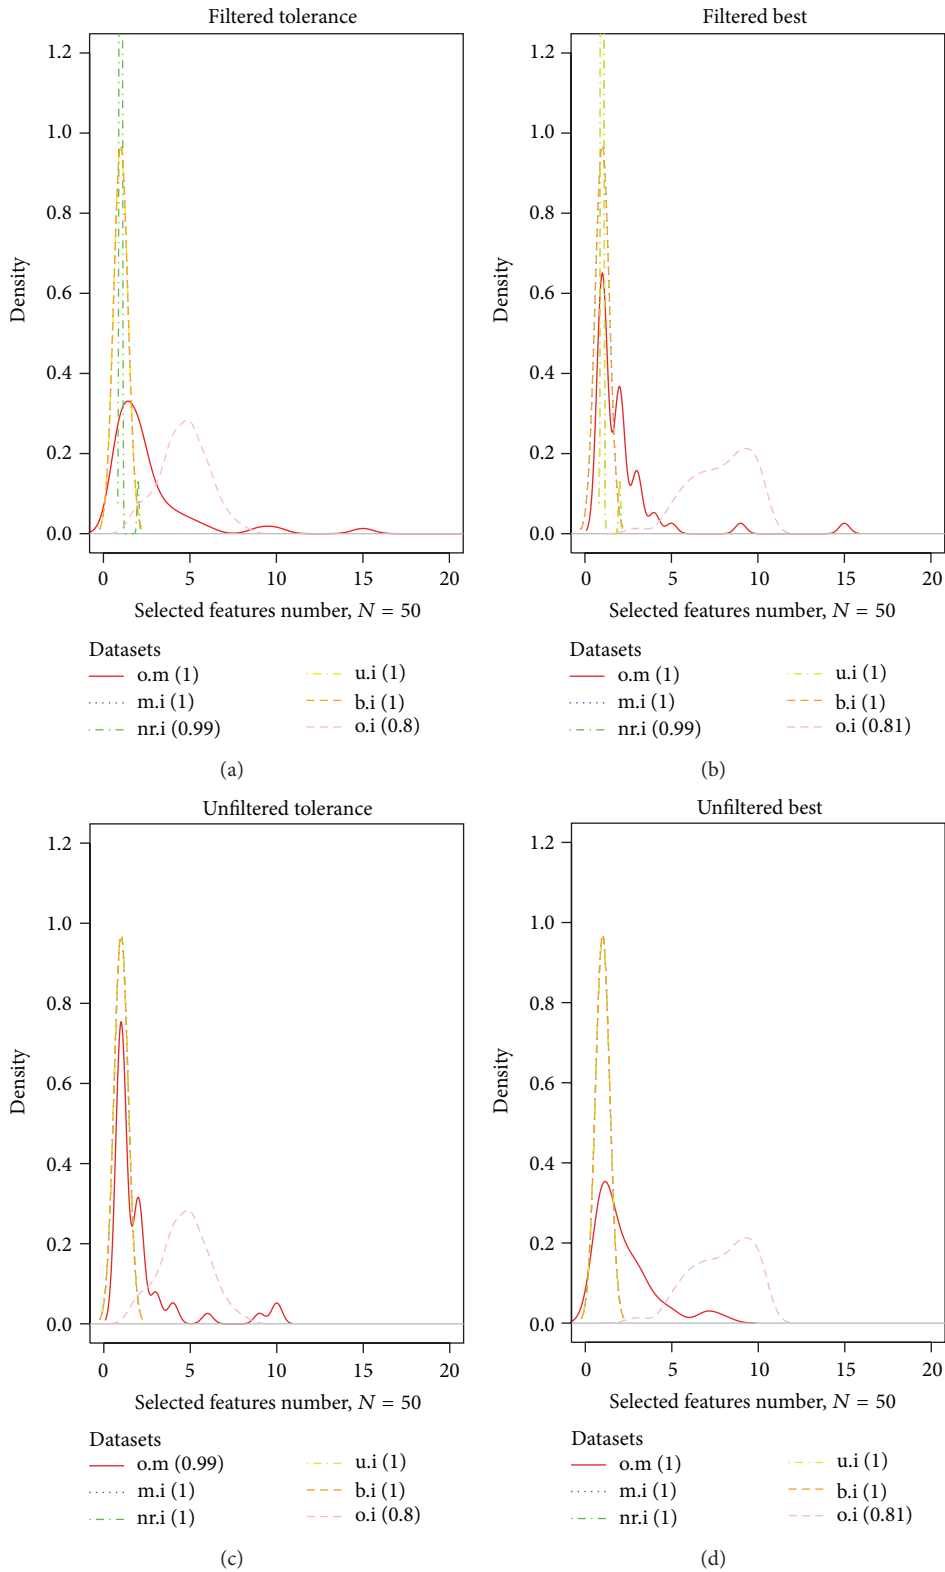 Filtered tolerance
1.2
1.0
0.8
0.6
0.4
0.2
0.0
Density
0 5 10 15 20
Selected features number, N = 50
Datasets
o.m (1) u.i (1)
m.i (1) b.i (1)
nr.i (0.99) o.i (0.8)
(a)
Filtered best
1.2
1.0
0.8
0.6
0.4
0.2
0.0
Density
0 5 10 15 20
Selected features number, N = 50
Datasets
o.m (1) u.i (1)
m.i (1) b.i (1)
nr.i (0.99) o.i (0.81)
(b)
Unfiltered tolerance
1.2
1.0
0.8
0.6
0.4
0.2
0.0
Density
0 5 10 15 20
Selected features number, N = 50
Datasets
o.m (0.99) u.i (1)
m.i (1) b.i (1)
nr.i (1) o.i (0.8)
(c)
Unfiltered best
1.2
1.0
0.8
0.6
0.4
0.2
0.0
Density
0 5 10 15 20
Selected features number, N = 50
Datasets
o.m (1) u.i (1)
m.i (1) b.i (1)
nr.i (1) o.i (0.81)
(d)